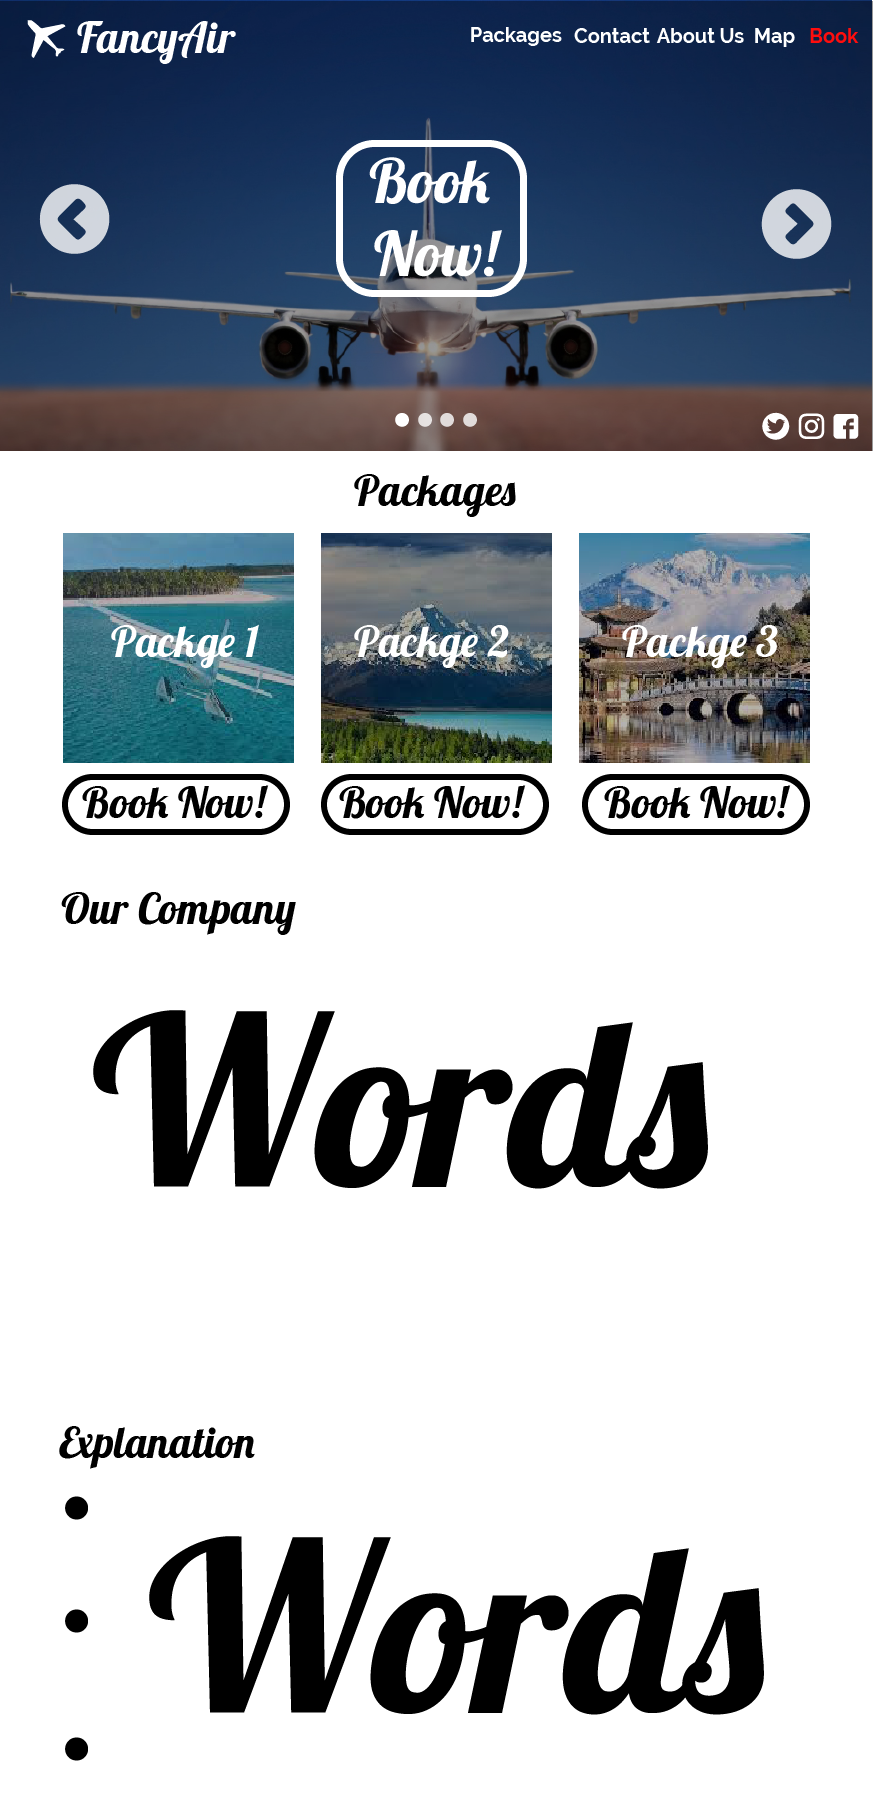 FancyAir
Packages Contact About Us Map Book
Book
Now!
Packages
Packge 1 Packge 2 Packge 3
Book Now! Book Now! Book Now!
Our Company
Words
Explanation
Words